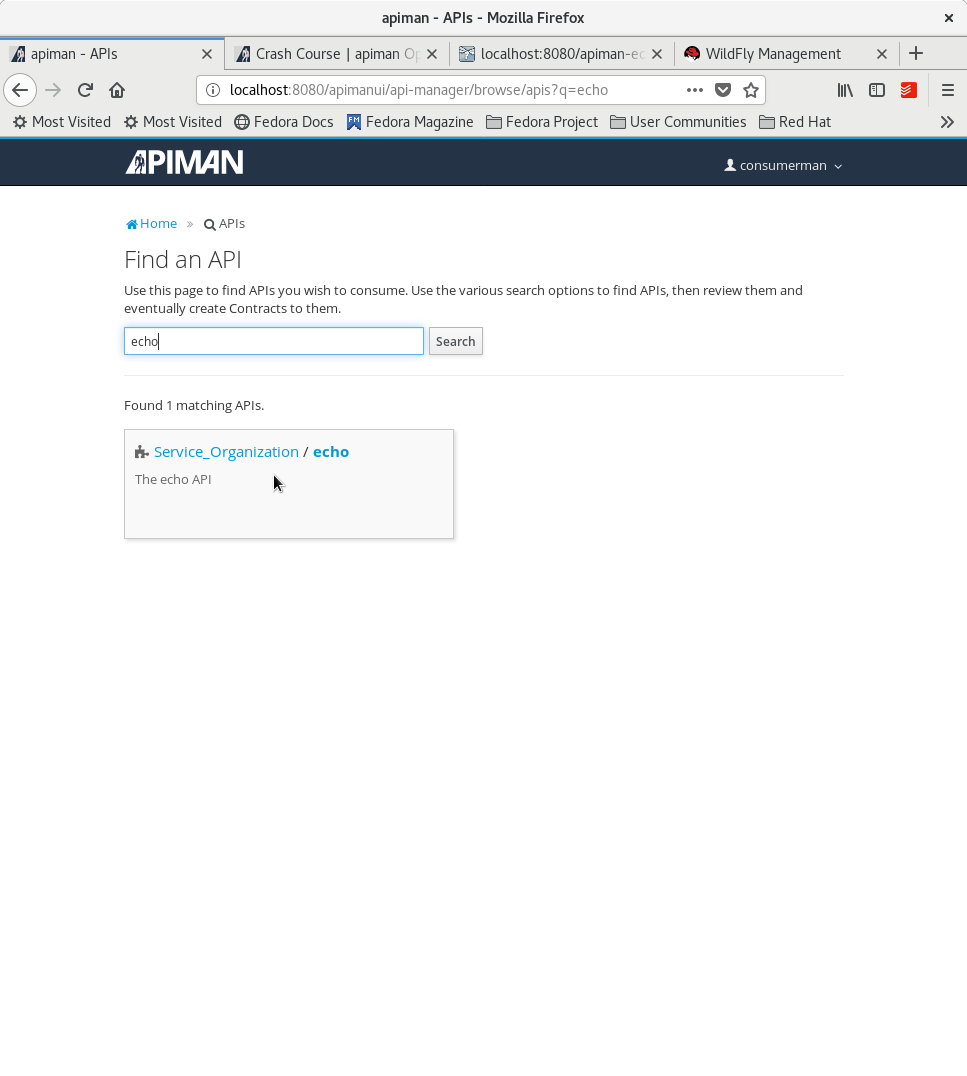 apiman - APIs - Mozilla Firefox
apiman - APIs
Crash Course | apiman Op
localhost:8080/apiman-ec
WildFly Management
localhost:8080/apimanui/api-manager/browse/apis?q=echo
Most Visited Most Visited Fedora Docs Fedora Magazine Fedora Project User Communities Red Hat
APIMAN
consumerman
Home » APIs
Find an API
Use this page to find APIs you wish to consume. Use the various search options to find APIs, then review them and
eventually create Contracts to them.
echo Search
Found 1 matching APIs.
Service_Organization / echo
The echo API